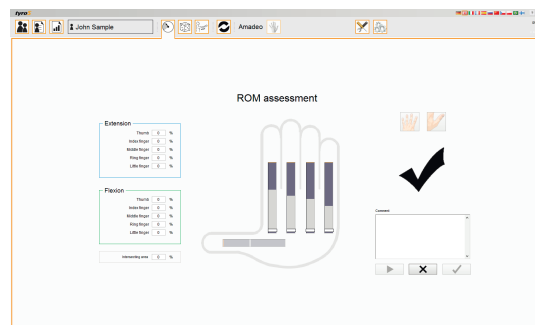 tyroS
John Sample
Amadeo
ROM assessment
Extension
Thumb 0 %
Index finger 0 %
Middle finger 0 %
Ring finger 0 %
Little finger 0 %
Flexion
Thumb 0 %
Index finger 0 %
Middle finger 0 %
Ring finger 0 %
Little finger 0 %
Intersecting area 0 %
Comment